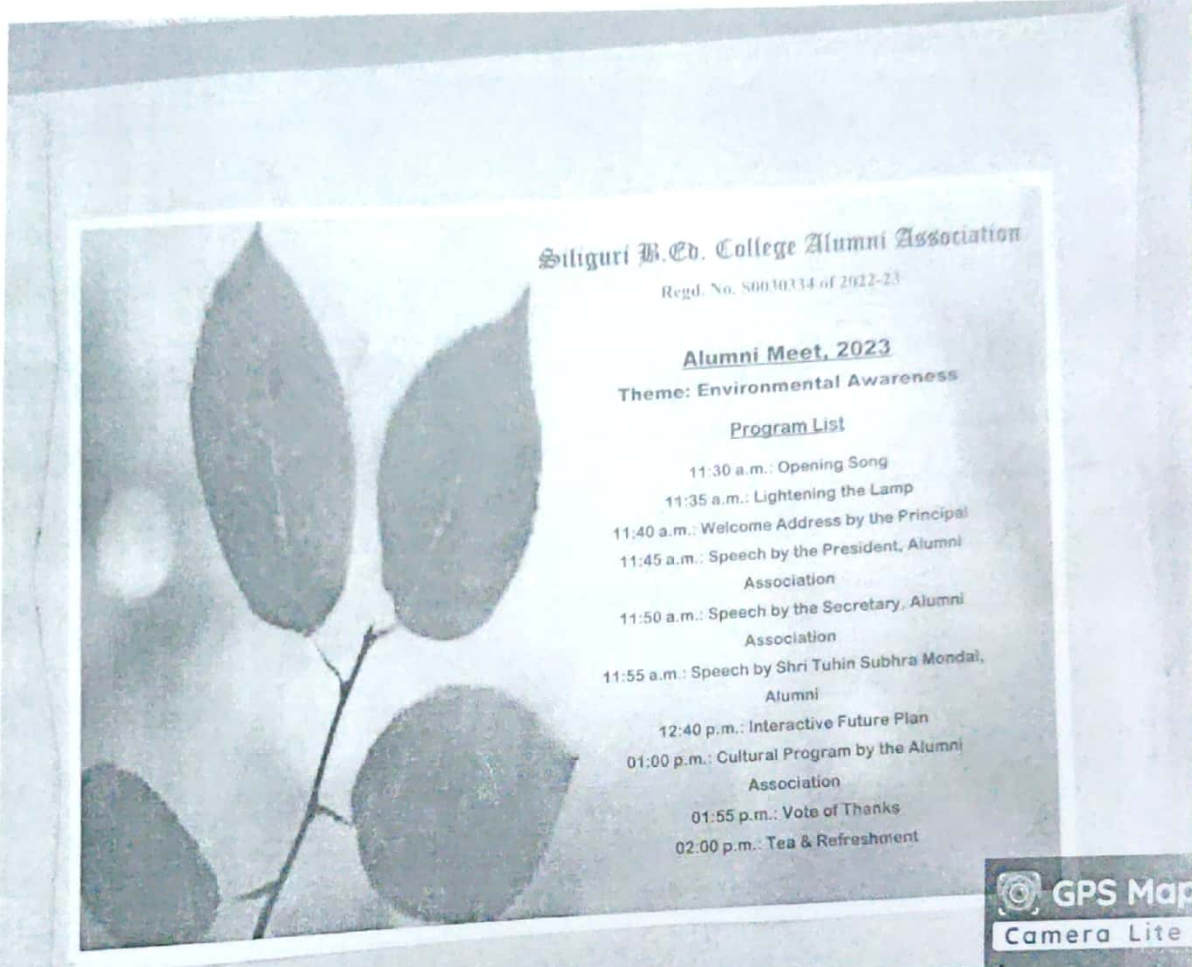 Siliguri B.Ed. College Alumni Association
Regd. No. S0030334 of 2022-23
Alumni Meet, 2023
Theme: Environmental Awareness
Program List
11:30 a.m.: Opening Song
11:35 a.m.: Lightening the Lamp
11:40 a.m.: Welcome Address by the Principal
11:45 a.m.: Speech by the President, Alumni
Association
11:50 a.m.: Speech by the Secretary, Alumni
Association
11:55 a.m.: Speech by Shri Tuhin Subhra Mondal,
Alumni
12:40 p.m.: Interactive Future Plan
01:00 p.m.: Cultural Program by the Alumni
Association
01:55 p.m.: Vote of Thanks
02:00 p.m.: Tea & Refreshment
GPS Map
Camera Lite